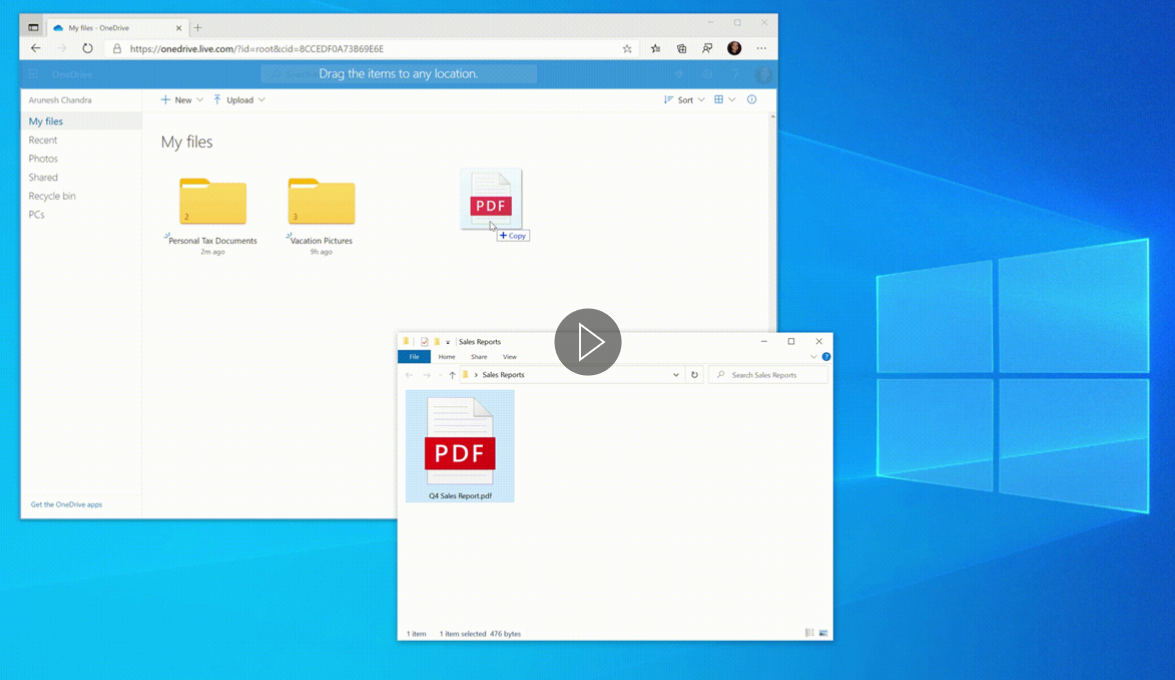 My files - OneDrive
https://onedrive.live.com/?id=root&cid=8CCEDF0A73B69E6E
OneDrive
Drag the items to any location.
Arunesh Chandra
New
Upload
Sort
My files
Recent
Photos
Shared
Recycle bin
PCs
Get the OneDrive apps
My files
2
3
PDF
+ Copy
Personal Tax Documents
Vacation Pictures
2m ago
9h ago
Sales Reports
File Home Share View
Sales Reports
Search Sales Reports
PDF
Q4 Sales Report.pdf
1 item 1 item selected 476 bytes